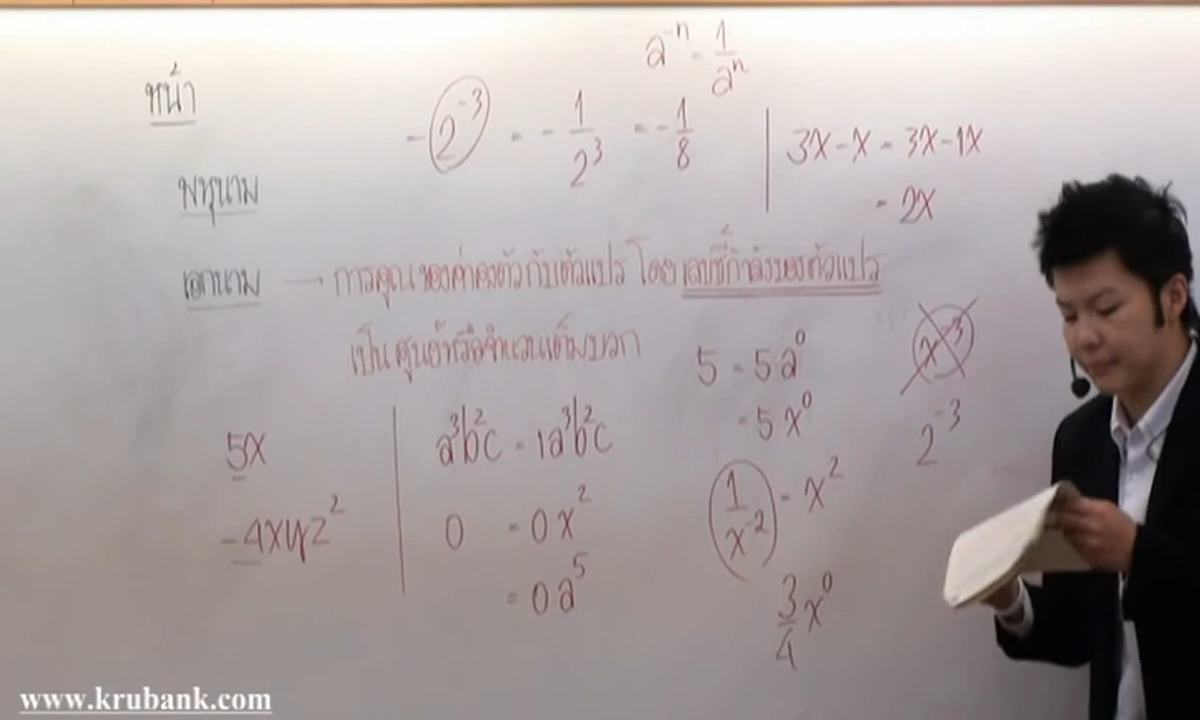 หน้า
a⁻ⁿ = 1/aⁿ
-2⁻³ = -1/2³ = -1/8
3x-x = 3x-1x
= 2x
พหุนาม
เอกนาม → การคูณของค่าคงตัวกับตัวแปร โดยเลขชี้กำลังของตัวแปร
เป็นศูนย์หรือจำนวนเต็มบวก
x⁻³
2⁻³
5 = 5a⁰
= 5x⁰
5x
-4xyz²
a³b²c = 1a³b²c
0 = 0x²
= 0a⁵
1/x⁻² = x²
3/4 x⁰
www.krubank.com